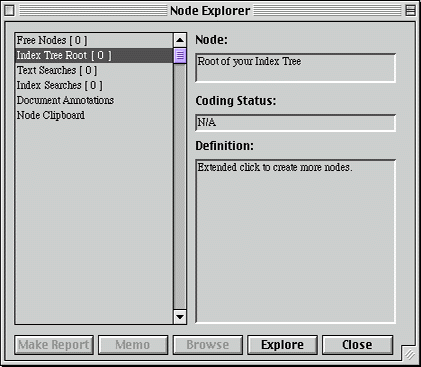 Node Explorer
Free Nodes [ 0 ]
Index Tree Root [ 0 ]
Text Searches [ 0 ]
Index Searches [ 0 ]
Document Annotations
Node Clipboard
Node:
Root of your Index Tree
Coding Status:
N/A
Definition:
Extended click to create more nodes.
Make Report Memo Browse Explore Close